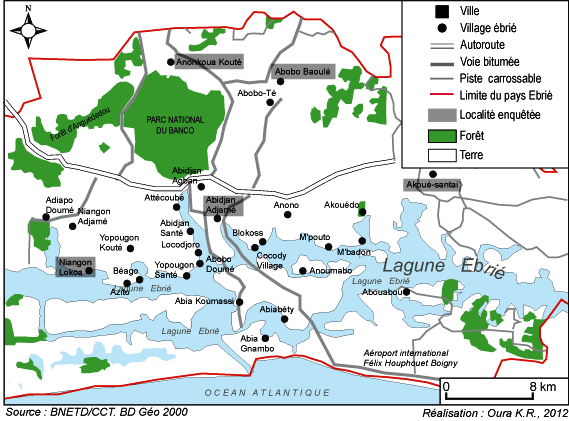 N
Ville
Village ébrié
Autoroute
Voie bitumée
Piste carrossable
Limite du pays Ebrié
Localité enquêtée
Forêt
Terre
Anonkoua Kouté
Abobo Baoulé
Abobo-Té
Forêt d'Anguédédou
PARC NATIONAL
DU BANCO
Abidjan
Agban
Akoué-santai
Adiapo
Doumé
Niangon
Adjamé
Attécoubé
Abidjan
Adjamé
Anono
Akouédo
Abidjan
Santé
Blokoss
M'pouto
Yopougon
Kouté
Locodjoro
Cocody
Village
M'badon
Lagune Ebrié
Niangon
Lokoa
Béago
Yopougon
Santé
Abobo
Doumé
Anoumabo
Azito
Lagune Ebrié
Lagune Ebrié
Abouabou
Abia Koumassi
Abiabéty
Lagune Ebrié
Abia
Gnambo
Aéroport international
Félix Houphouet Boigny
OCEAN ATLANTIQUE
0 8 km
Source : BNETD/CCT. BD Géo 2000
Réalisation : Oura K.R., 2012